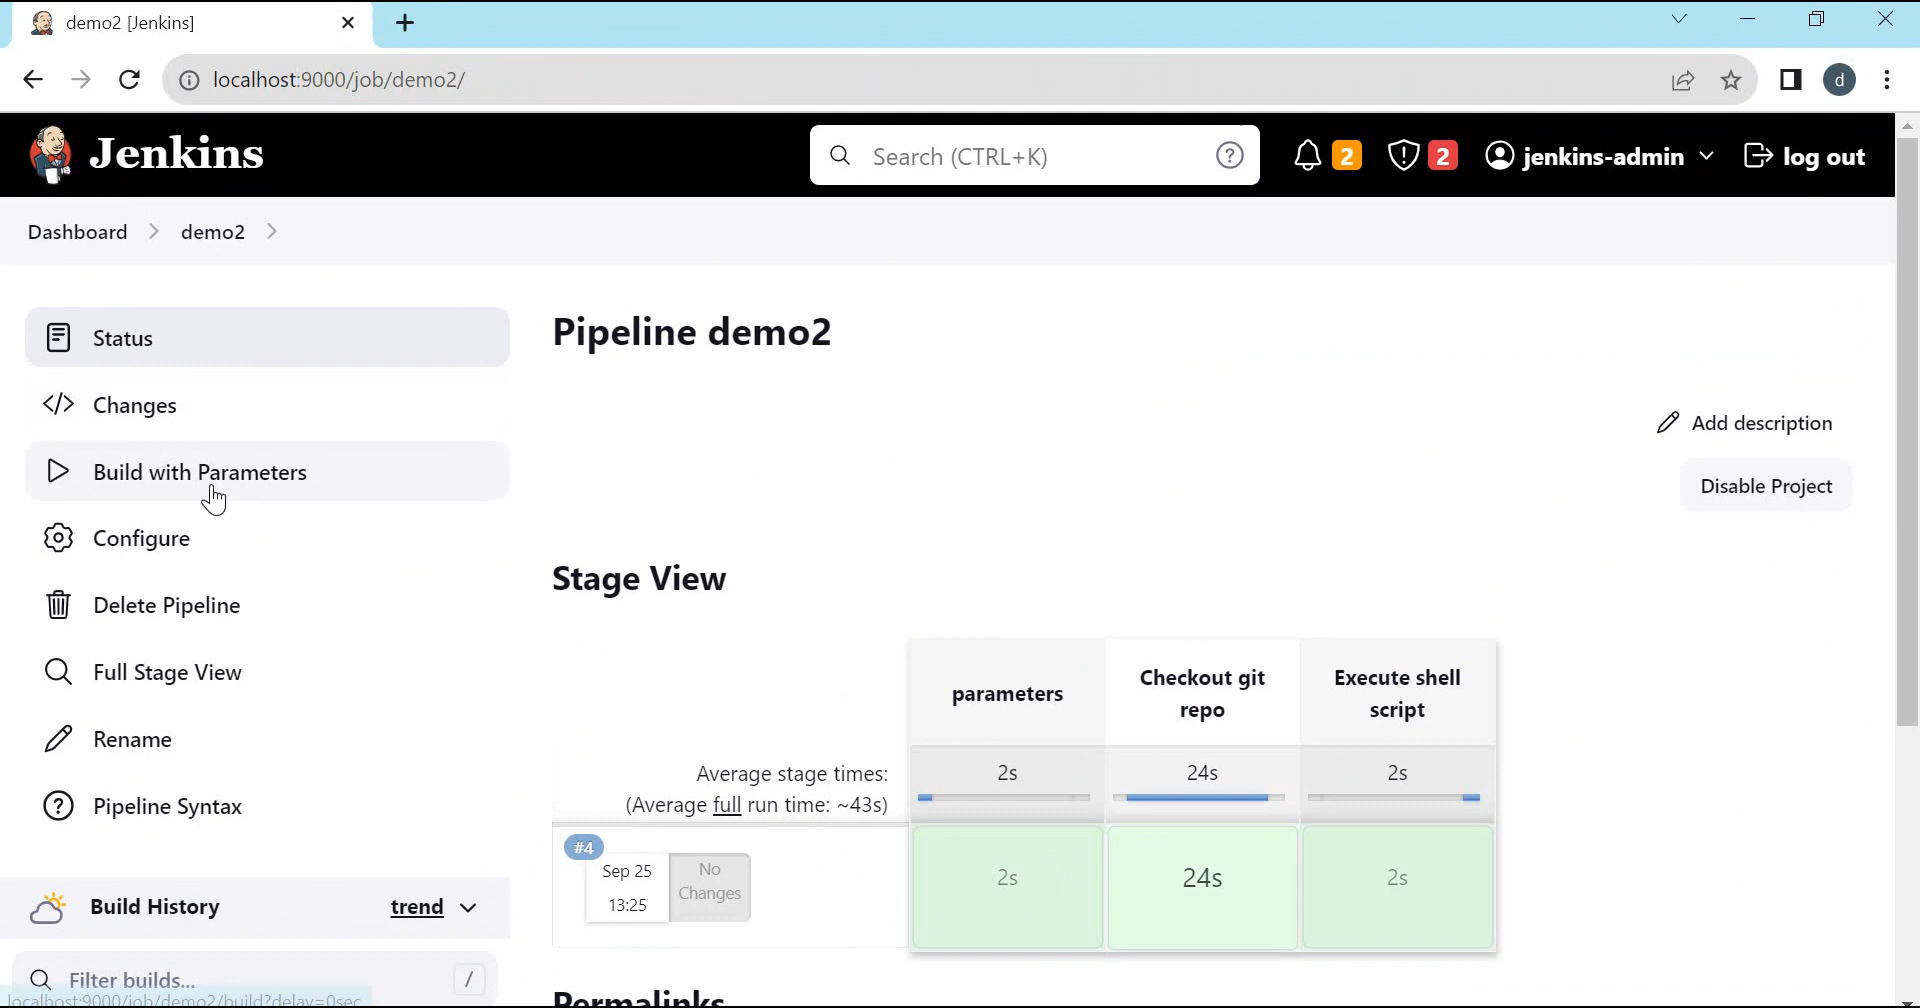 demo2 [Jenkins]
localhost:9000/job/demo2/
d
Jenkins
Search (CTRL+K)
2
2
jenkins-admin
log out
Dashboard
demo2
Status
Changes
Build with Parameters
Configure
Delete Pipeline
Full Stage View
Rename
Pipeline Syntax
Build History
trend
Filter builds...
/
localhost:9000/job/demo2/build?delay=0sec
Pipeline demo2
Add description
Disable Project
Stage View
parameters
Checkout git
repo
Execute shell
script
Average stage times:
(Average full run time: ~43s)
2s
24s
2s
#4
Sep 25
13:25
No
Changes
2s
24s
2s
Permalinks